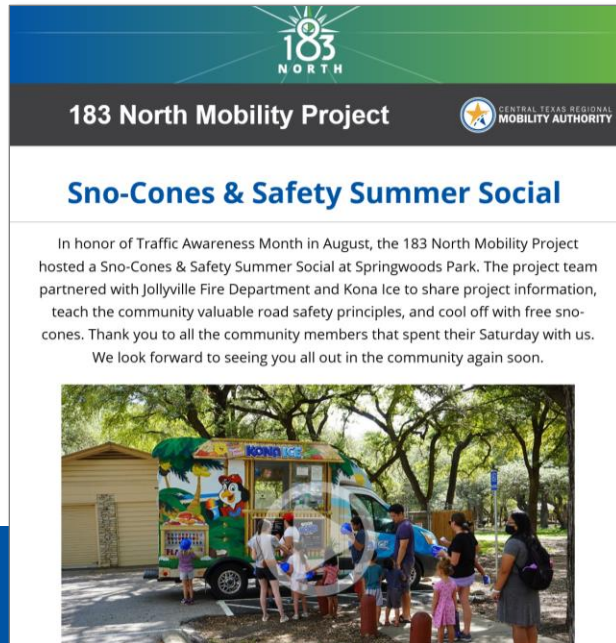 183
NORTH
183 North Mobility Project
CENTRAL TEXAS REGIONAL
MOBILITY AUTHORITY
Sno-Cones & Safety Summer Social
In honor of Traffic Awareness Month in August, the 183 North Mobility Project
hosted a Sno-Cones & Safety Summer Social at Springwoods Park. The project team
partnered with Jollyville Fire Department and Kona Ice to share project information,
teach the community valuable road safety principles, and cool off with free sno-
cones. Thank you to all the community members that spent their Saturday with us.
We look forward to seeing you all out in the community again soon.
KONA ICE